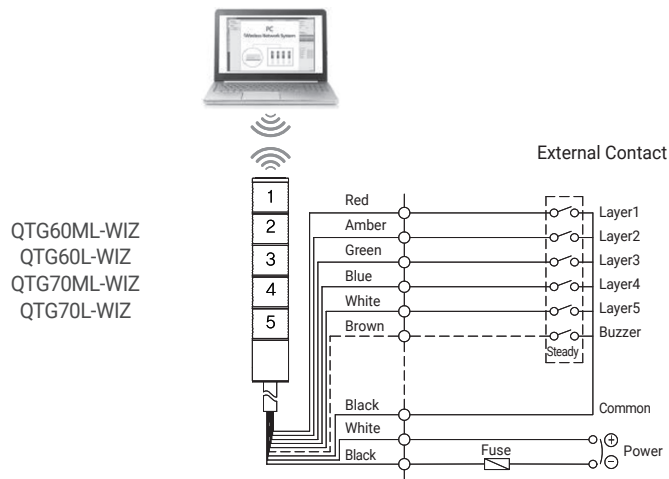 PC
Wireless Network System
External Contact
QTG60ML-WIZ
QTG60L-WIZ
QTG70ML-WIZ
QTG70L-WIZ
1
2
3
4
5
Red
Amber
Green
Blue
White
Brown
Black
White
Black
Layer1
Layer2
Layer3
Layer4
Layer5
Buzzer
Steady
Common
Fuse
+
−
Power